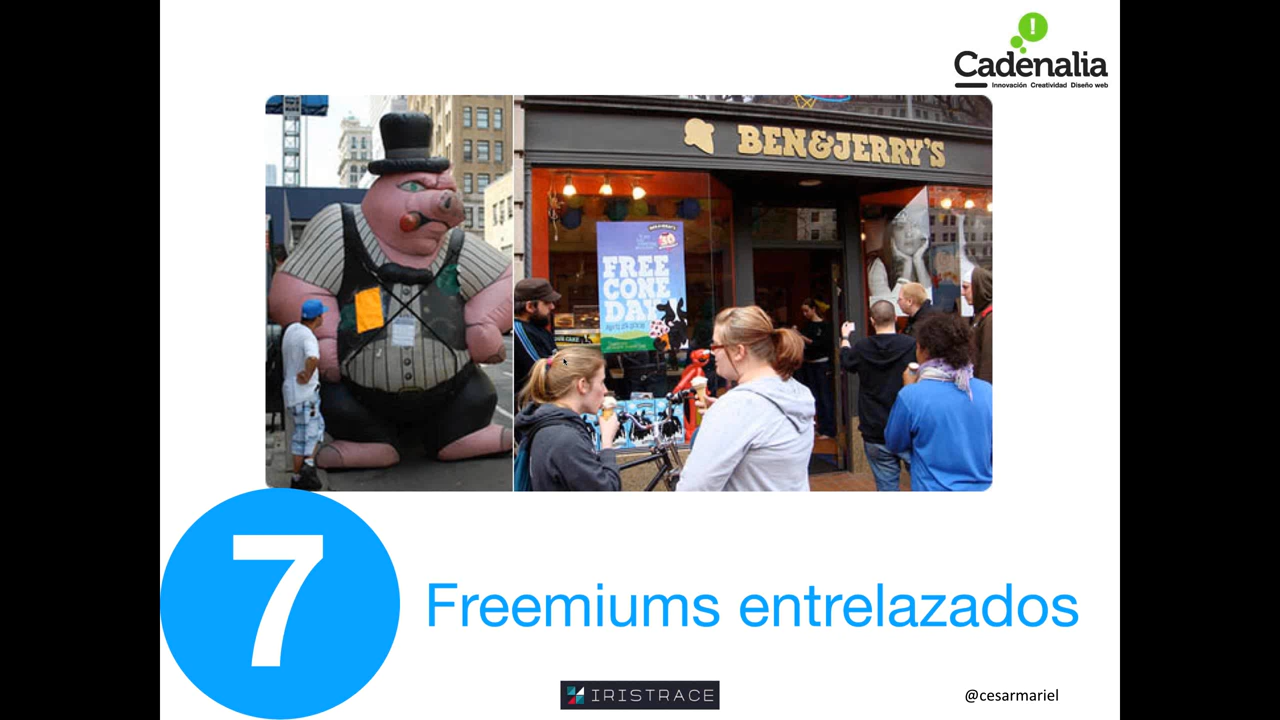 !
Cadenalia
Innovación Creatividad Diseño web
BEN&JERRY'S
FREE
CONE
DAY
7
Freemiums entrelazados
IRISTRACE
@cesarmariel